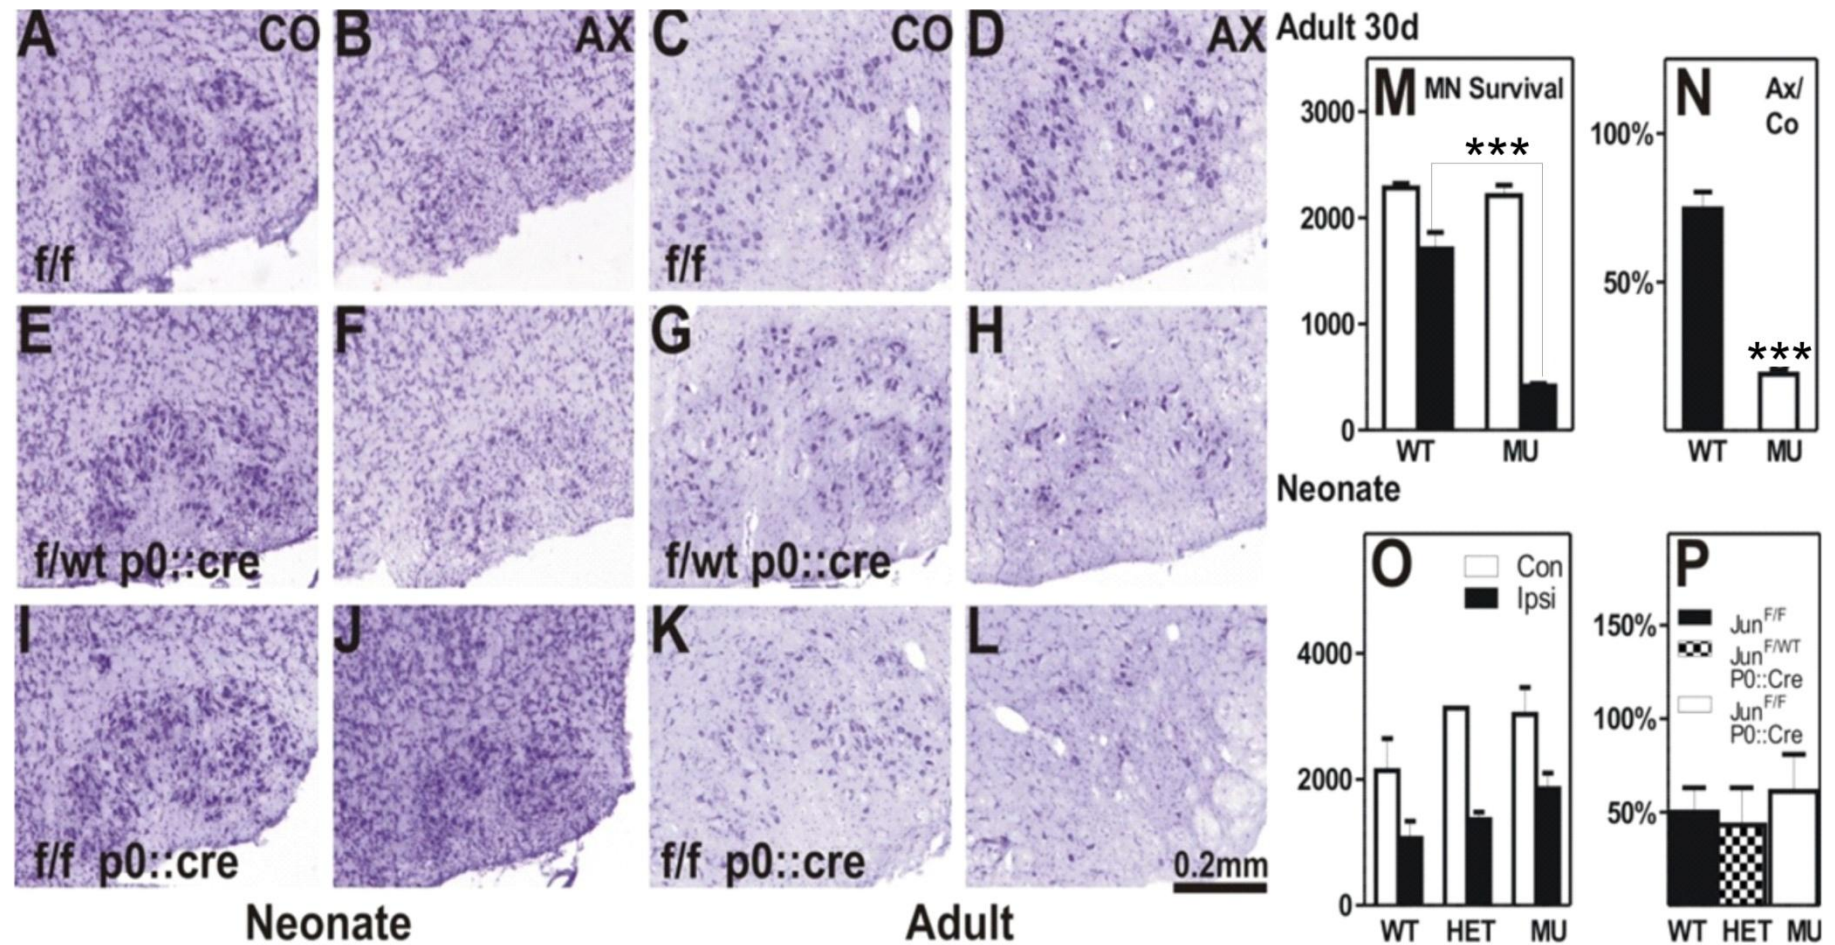 A CO
B AX
C CO
D AX
f/f
f/f
E
F
G
H
f/wt p0::cre
f/wt p0::cre
I
J
K
L
f/f p0::cre
f/f p0::cre
0.2mm
Neonate
Adult
Adult 30d
M MN Survival
***
3000
2000
1000
0
WT MU
N Ax/
Co
100%
50%
***
WT MU
Neonate
O
Con
Ipsi
4000
2000
0
WT HET MU
P
Jun F/F
Jun F/WT
P0::Cre
Jun F/F
P0::Cre
150%
100%
50%
WT HET MU